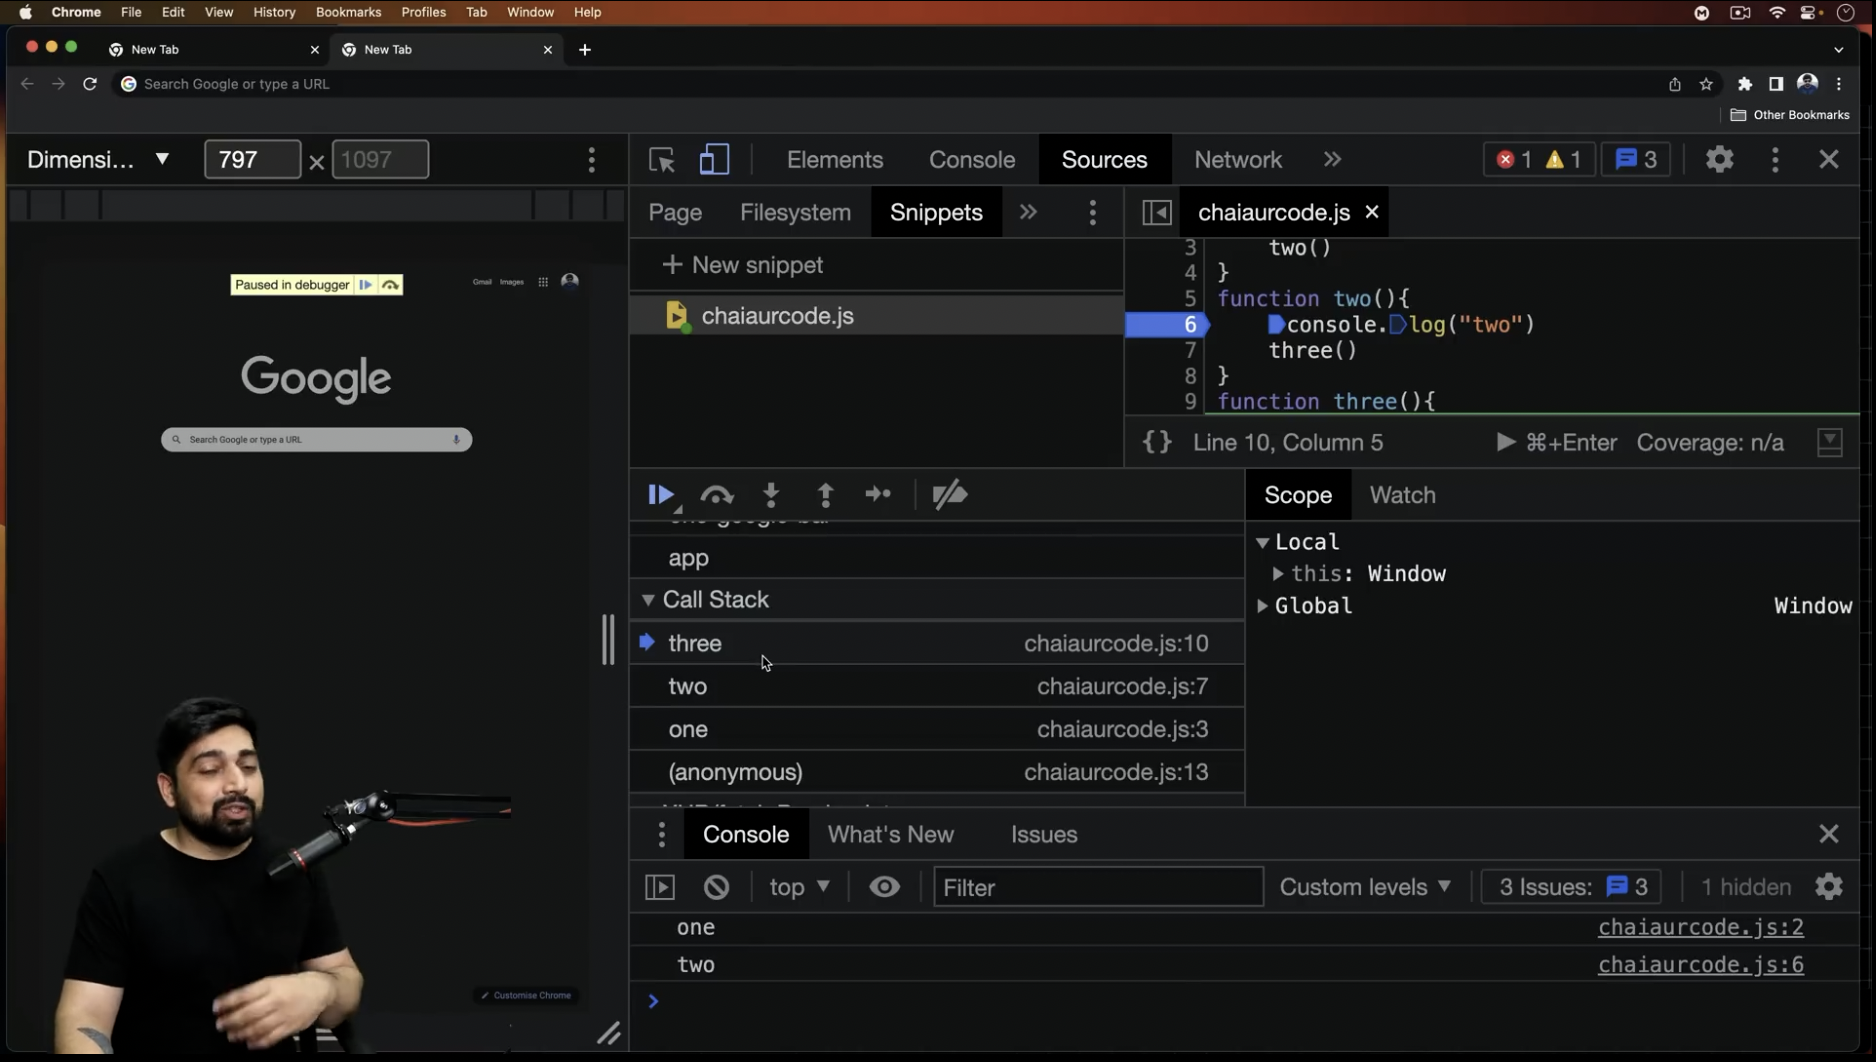 Chrome File Edit View History Bookmarks Profiles Tab Window Help
New Tab
New Tab
Search Google or type a URL
Other Bookmarks
Dimensi... 797 × 1097
Elements Console Sources Network » 1 1 3
Page Filesystem Snippets »
chaiaurcode.js
+ New snippet
chaiaurcode.js
3 two()
4 }
5 function two(){
6 console.log("two")
7 three()
8 }
9 function three(){
{} Line 10, Column 5 ⌘+Enter Coverage: n/a
Paused in debugger
Gmail Images
Google
Search Google or type a URL
Customise Chrome
Scope Watch
app
Call Stack
three chaiaurcode.js:10
two chaiaurcode.js:7
one chaiaurcode.js:3
(anonymous) chaiaurcode.js:13
Local
this: Window
Global Window
Console What's New Issues
top Filter Custom levels 3 Issues: 3 1 hidden
one chaiaurcode.js:2
two chaiaurcode.js:6